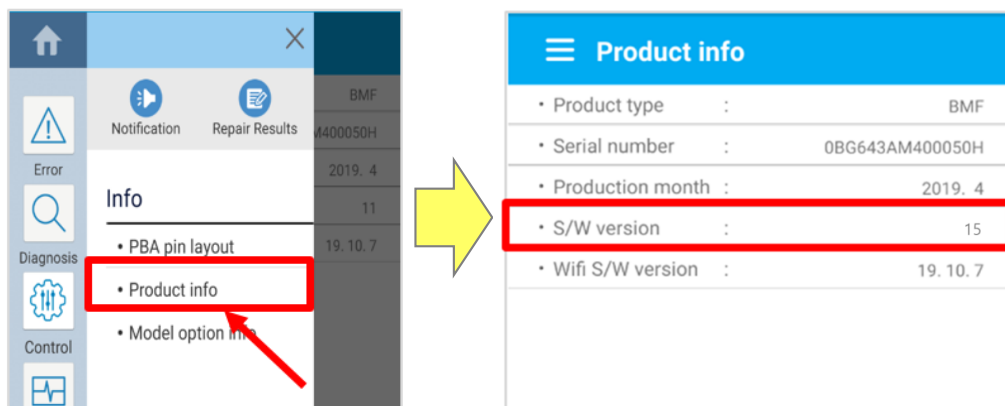 Notification
Repair Results
BMF
M400050H
2019. 4
11
19. 10. 7
Error
Diagnosis
Control
Info
• PBA pin layout
• Product info
• Model option info
Product info
• Product type : BMF
• Serial number : 0BG643AM400050H
• Production month : 2019. 4
• S/W version : 15
• Wifi S/W version : 19. 10. 7